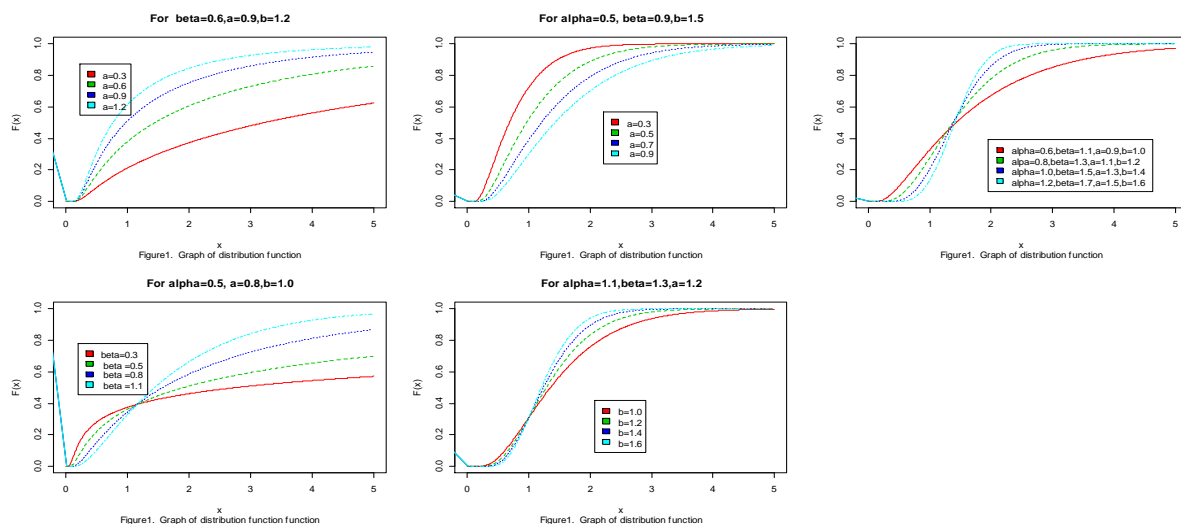 For beta=0.6,a=0.9,b=1.2
F(x)
1.0
0.8
0.6
0.4
0.2
0.0
a=0.3
a=0.6
a=0.9
a=1.2
0 1 2 3 4 5
x
Figure1. Graph of distribution function
For alpha=0.5, beta=0.9,b=1.5
F(x)
1.0
0.8
0.6
0.4
0.2
0.0
a=0.3
a=0.5
a=0.7
a=0.9
0 1 2 3 4 5
x
Figure1. Graph of distribution function
F(x)
1.0
0.8
0.6
0.4
0.2
0.0
alpha=0.6,beta=1.1,a=0.9,b=1.0
alpa=0.8,beta=1.3,a=1.1,b=1.2
alpha=1.0,beta=1.5,a=1.3,b=1.4
alpha=1.2,beta=1.7,a=1.5,b=1.6
0 1 2 3 4 5
x
Figure1. Graph of distribution function
For alpha=0.5, a=0.8,b=1.0
F(x)
1.0
0.8
0.6
0.4
0.2
0.0
beta=0.3
beta =0.5
beta =0.8
beta =1.1
0 1 2 3 4 5
x
Figure1. Graph of distribution function function
For alpha=1.1,beta=1.3,a=1.2
F(x)
1.0
0.8
0.6
0.4
0.2
0.0
b=1.0
b=1.2
b=1.4
b=1.6
0 1 2 3 4 5
x
Figure1. Graph of distribution function function